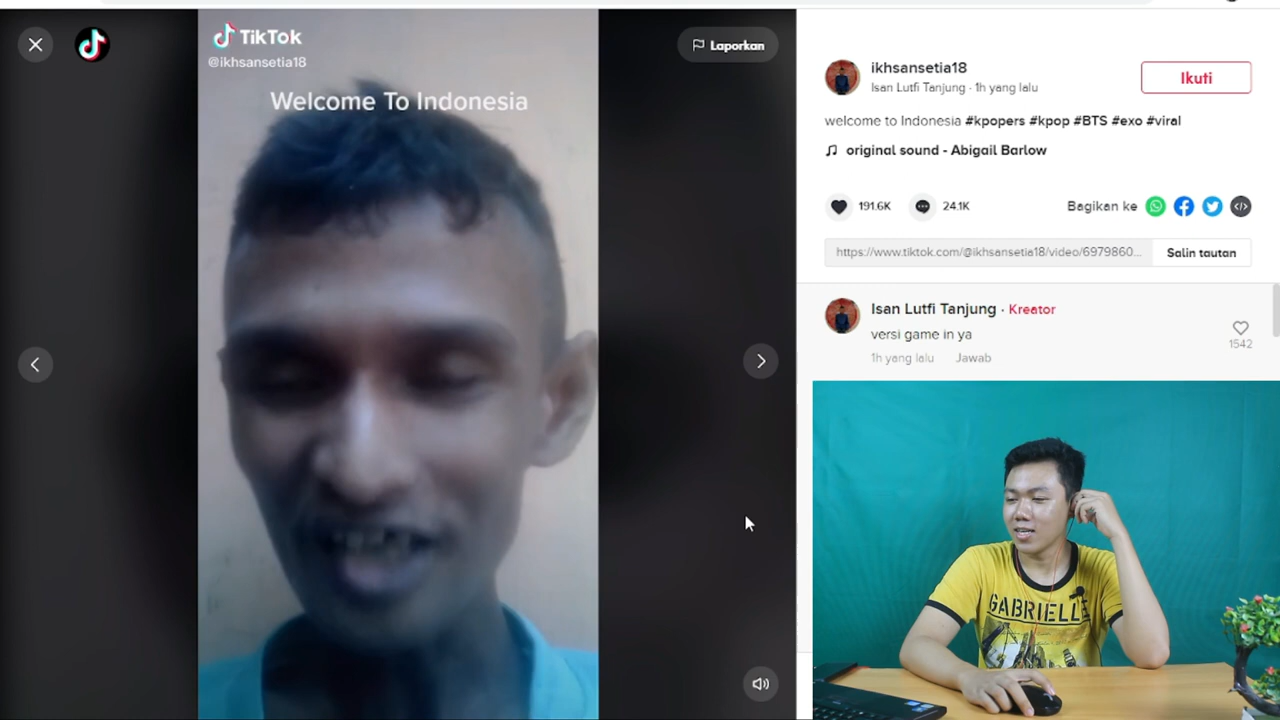 TikTok
@ikhsansetia18
Welcome To Indonesia
Laporkan
ikhsansetia18
Isan Lutfi Tanjung · 1h yang lalu
Ikuti
welcome to Indonesia #kpopers #kpop #BTS #exo #viral
original sound - Abigail Barlow
191.6K
24.1K
Bagikan ke
https://www.tiktok.com/@ikhsansetia18/video/6979860...
Salin tautan
Isan Lutfi Tanjung · Kreator
versi game in ya
1h yang lalu
Jawab
1542
GABRIELLE